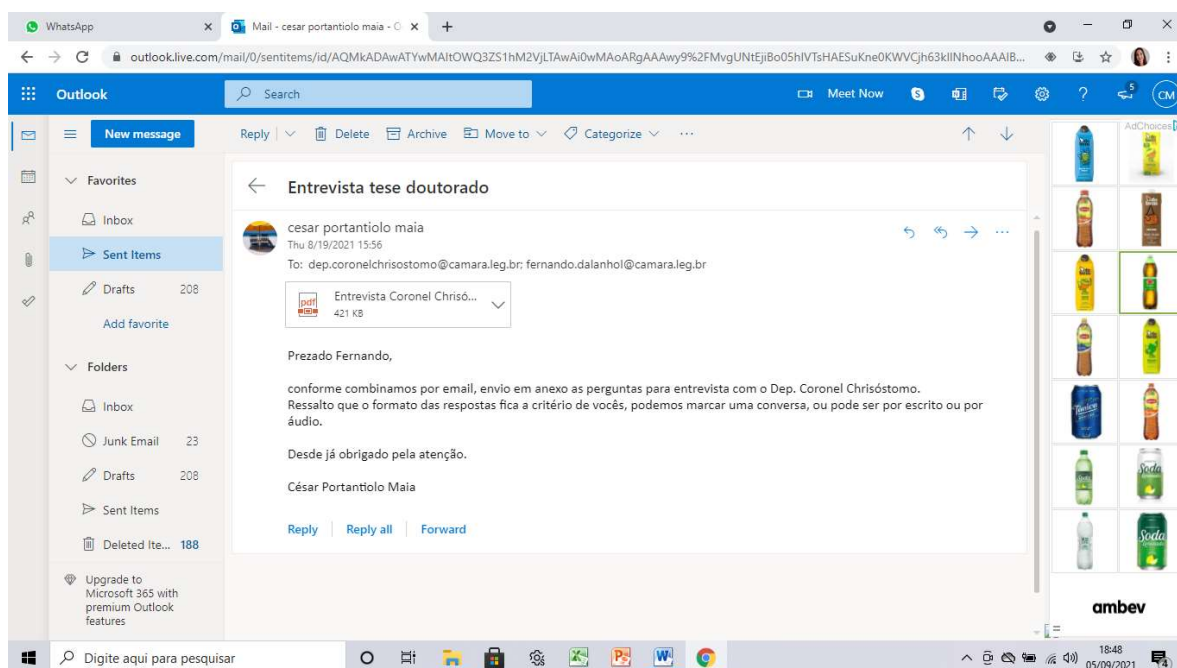 WhatsApp
Mail - cesar portantiolo maia - O
outlook.live.com/mail/0/sentitems/id/AQMkADAwATYwMAItOWQ3ZS1hM2VjLTAwAi0wMAoARgAAAwy9%2FMvgUNtEjiBo05hIVTsHAESuKne0KWVCjh63kIINhooAAAIB...
Outlook
Search
Meet Now
5
CM
New message
Reply
Delete
Archive
Move to
Categorize
AdChoices
Favorites
Inbox
Sent Items
Drafts 208
Add favorite
Folders
Inbox
Junk Email 23
Drafts 208
Sent Items
Deleted Ite... 188
Upgrade to
Microsoft 365 with
premium Outlook
features
Entrevista tese doutorado
cesar portantiolo maia
Thu 8/19/2021 15:56
To: dep.coronelchrisostomo@camara.leg.br; fernando.dalanhol@camara.leg.br
pdf
Entrevista Coronel Chrisó...
421 KB
Prezado Fernando,
conforme combinamos por email, envio em anexo as perguntas para entrevista com o Dep. Coronel Chrisóstomo.
Ressalto que o formato das respostas fica a critério de vocês, podemos marcar uma conversa, ou pode ser por escrito ou por
áudio.
Desde já obrigado pela atenção.
César Portantiolo Maia
Reply
Reply all
Forward
Tônica
Soda
Soda
ambev
Digite aqui para pesquisar
18:48
05/09/2021